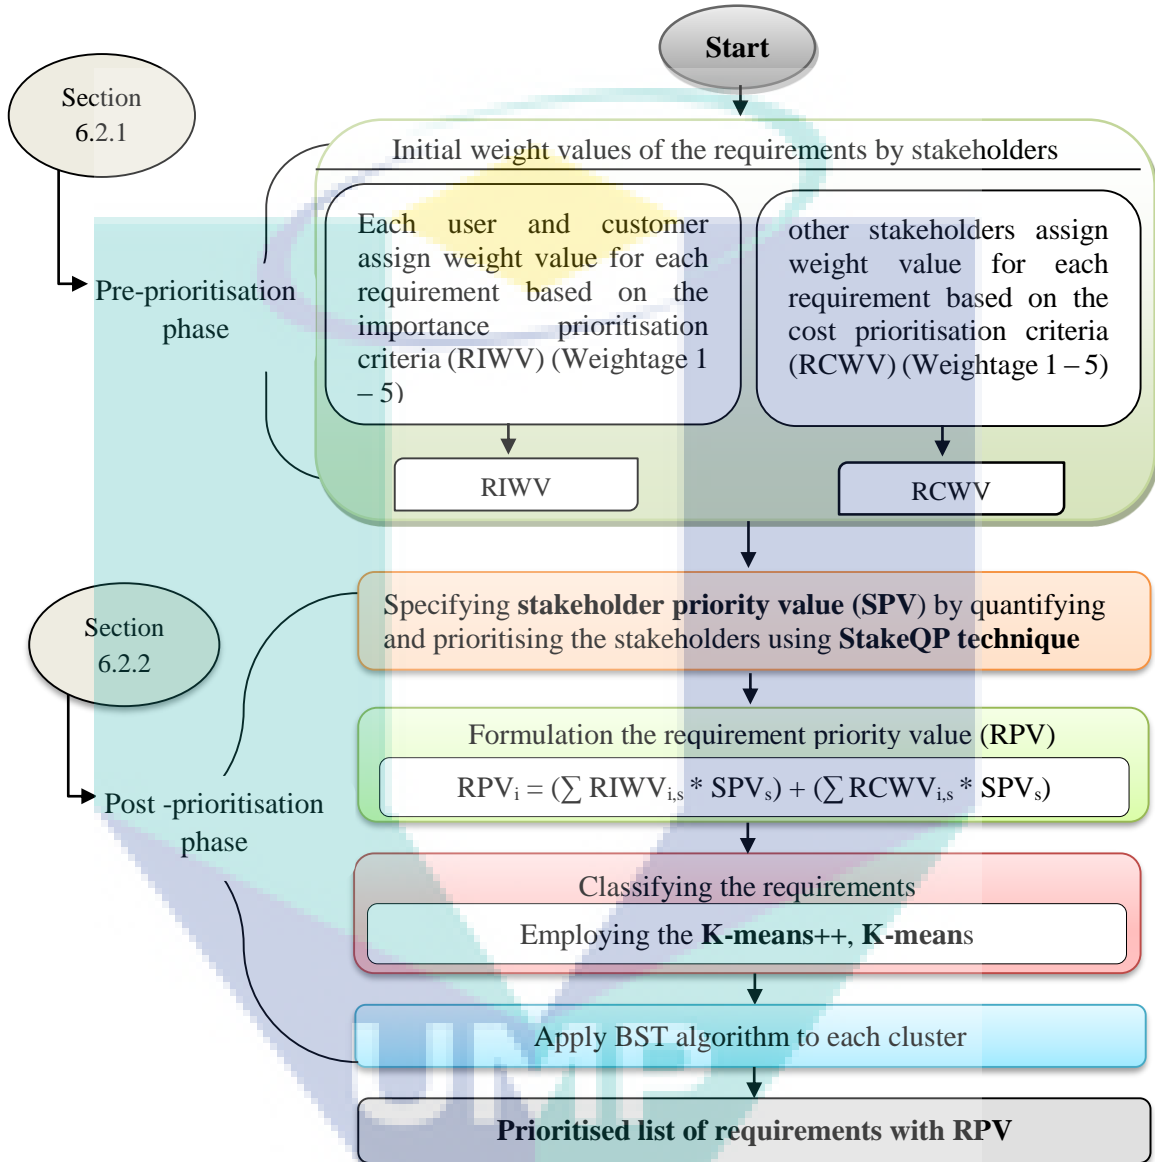 Start
Section
6.2.1
Initial weight values of the requirements by stakeholders
Pre-prioritisation
phase
Each user and customer
assign weight value for each
requirement based on the
importance prioritisation
criteria (RIWV) (Weightage 1
– 5)
other stakeholders assign
weight value for each
requirement based on the
cost prioritisation criteria
(RCWV) (Weightage 1 – 5)
RIWV
RCWV
Section
6.2.2
Specifying stakeholder priority value (SPV) by quantifying
and prioritising the stakeholders using StakeQP technique
Formulation the requirement priority value (RPV)
RPVi = (∑ RIWVi,s * SPVs) + (∑ RCWVi,s * SPVs)
Post -prioritisation
phase
Classifying the requirements
Employing the K-means++, K-means
Apply BST algorithm to each cluster
UMP
Prioritised list of requirements with RPV